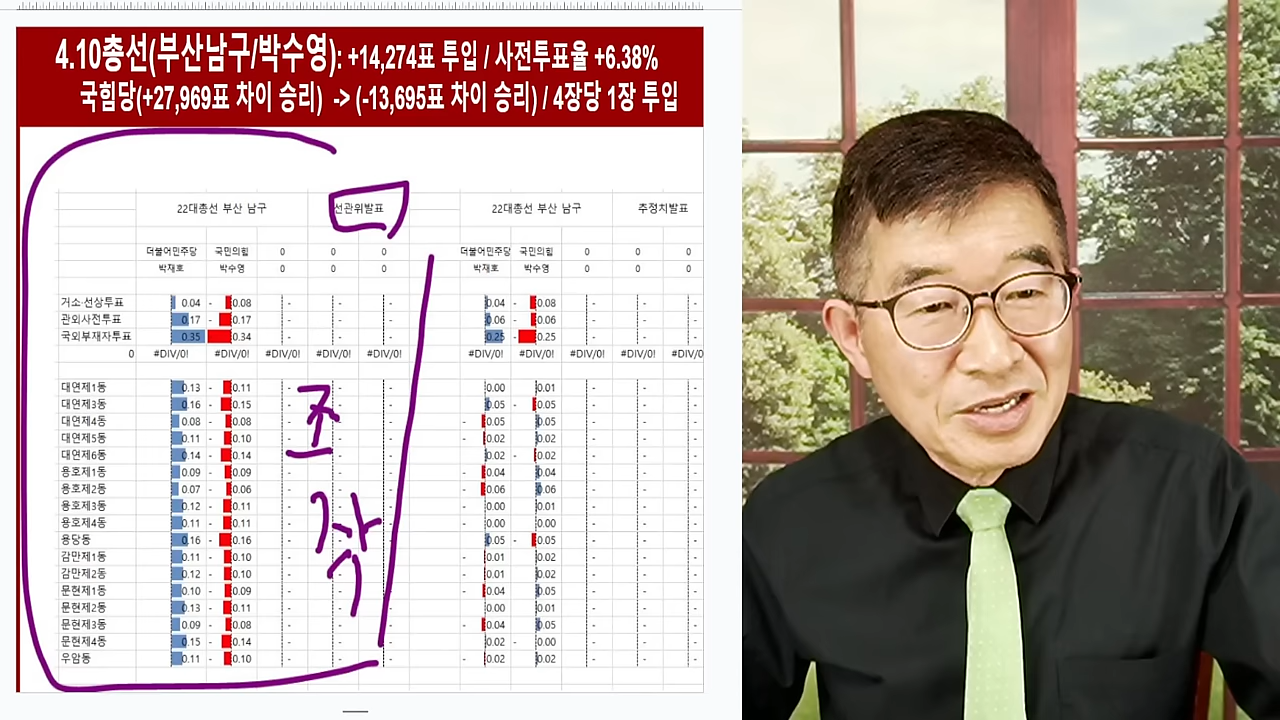 4.10총선(부산남구/박수영): +14,274표 투입 / 사전투표율 +6.38%
국힘당(+27,969표 차이 승리) -> (-13,695표 차이 승리) / 4장당 1장 투입
22대총선 부산 남구 선관위발표 22대총선 부산 남구 추정치발표
더불어민주당 국민의힘 0 0 0 더불어민주당 국민의힘 0 0 0
박재호 박수영 0 0 0 박재호 박수영 0 0 0
거소·선상투표 0.04 - 0.08 - - - 0.04 - 0.08 - - -
관외사전투표 0.17 - 0.17 - - - 0.06 - 0.06 - - -
국외부재자투표 0.35 - 0.34 - - - 0.25 - 0.25 - - -
0 #DIV/0! #DIV/0! #DIV/0! #DIV/0! #DIV/0! #DIV/0! #DIV/0! #DIV/0! #DIV/0! #DIV/0
대연제1동 0.13 - 0.11 - - - 0.00 0.01 - - -
대연제3동 0.16 - 0.15 - - - 0.05 - 0.05 - - -
대연제4동 0.08 - 0.08 - - - 0.05 0.05 - - -
대연제5동 0.11 - 0.10 - - - 0.02 0.02 - - -
대연제6동 0.14 - 0.14 - - - 0.02 - 0.02 - - -
용호제1동 0.09 - 0.09 - - - 0.04 0.04 - - -
용호제2동 0.07 - 0.06 - - - 0.06 0.06 - - -
용호제3동 0.12 - 0.11 - - - 0.00 0.01 - - -
용호제4동 0.11 - 0.11 - - - 0.00 0.00 - - -
용당동 0.16 - 0.16 - - - 0.05 - 0.05 - - -
감만제1동 0.11 - 0.10 - - - 0.01 0.02 - - -
감만제2동 0.12 - 0.10 - - - 0.01 0.02 - - -
문현제1동 0.10 - 0.09 - - - 0.04 0.05 - - -
문현제2동 0.13 - 0.11 - - - 0.00 0.01 - - -
문현제3동 0.09 - 0.08 - - - 0.04 0.05 - - -
문현제4동 0.15 - 0.14 - - - 0.02 - 0.00 - - -
우암동 0.11 - 0.10 - - - 0.02 0.02 - - -
조
작